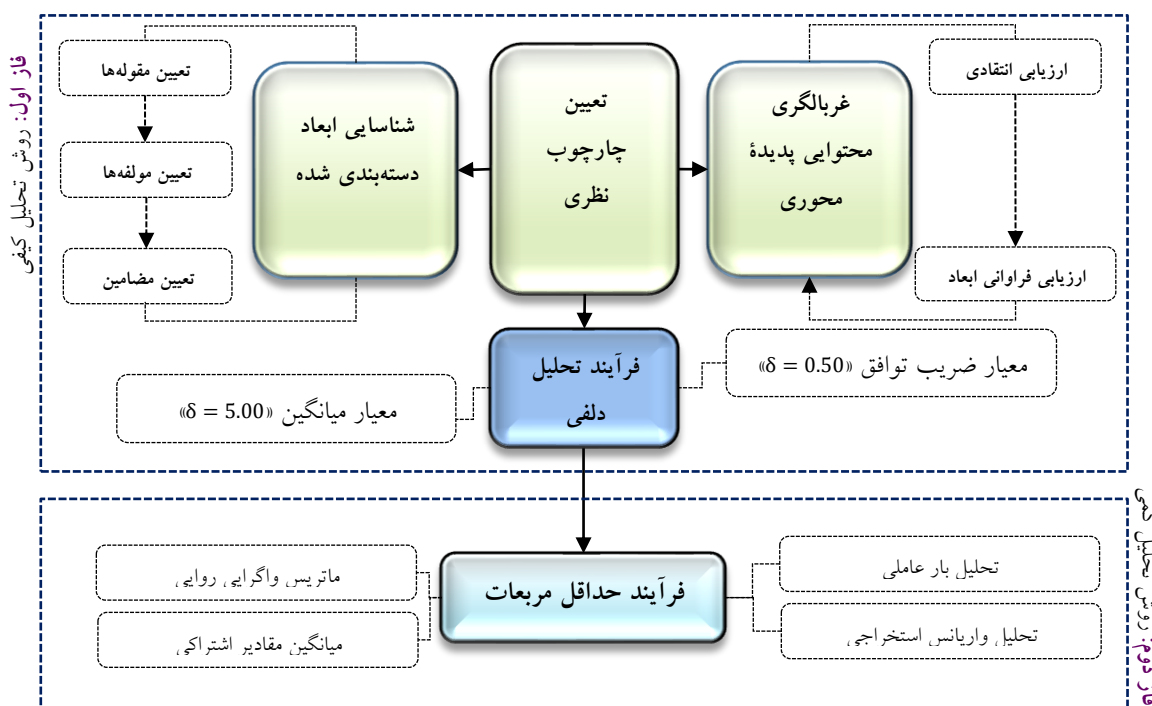 فاز اول: روش تحلیل کیفی
ارزیابی انتقادی
ارزیابی فراوانی ابعاد
غربالگری
محتوایی پدیدۀ
محوری
تعیین
چارچوب
نظری
شناسایی ابعاد
دسته‌بندی شده
تعیین مقوله‌ها
تعیین مولفه‌ها
تعیین مضامین
معیار ضریب توافق «δ = 0.50»
فرآیند تحلیل
دلفی
معیار میانگین «δ = 5.00»
فاز دوم: روش تحلیل کمی
تحلیل بار عاملی
تحلیل واریانس استخراجی
فرآیند حداقل مربعات
ماتریس واگرایی روایی
میانگین مقادیر اشتراکی